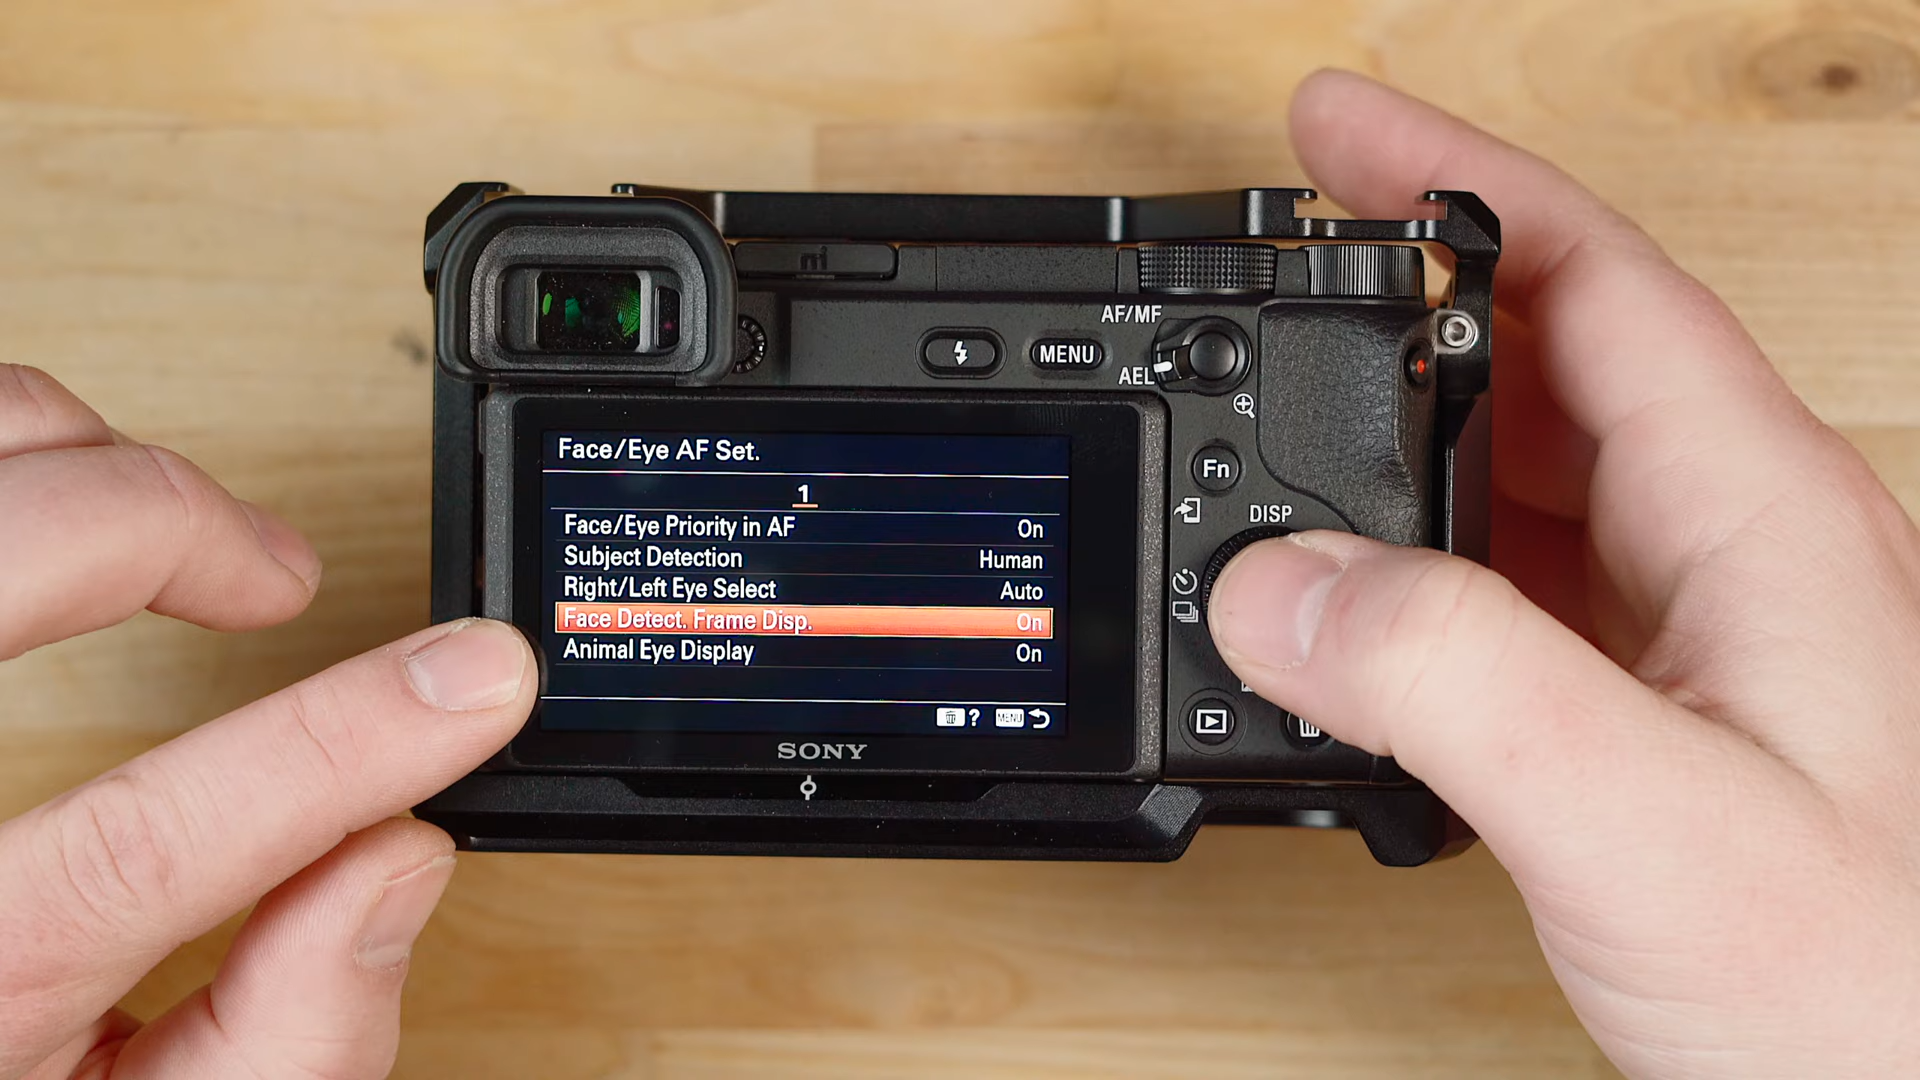 AF/MF
MENU
AEL
Fn
DISP
Face/Eye AF Set.
1
Face/Eye Priority in AF On
Subject Detection Human
Right/Left Eye Select Auto
Face Detect. Frame Disp. On
Animal Eye Display On
? MENU
SONY